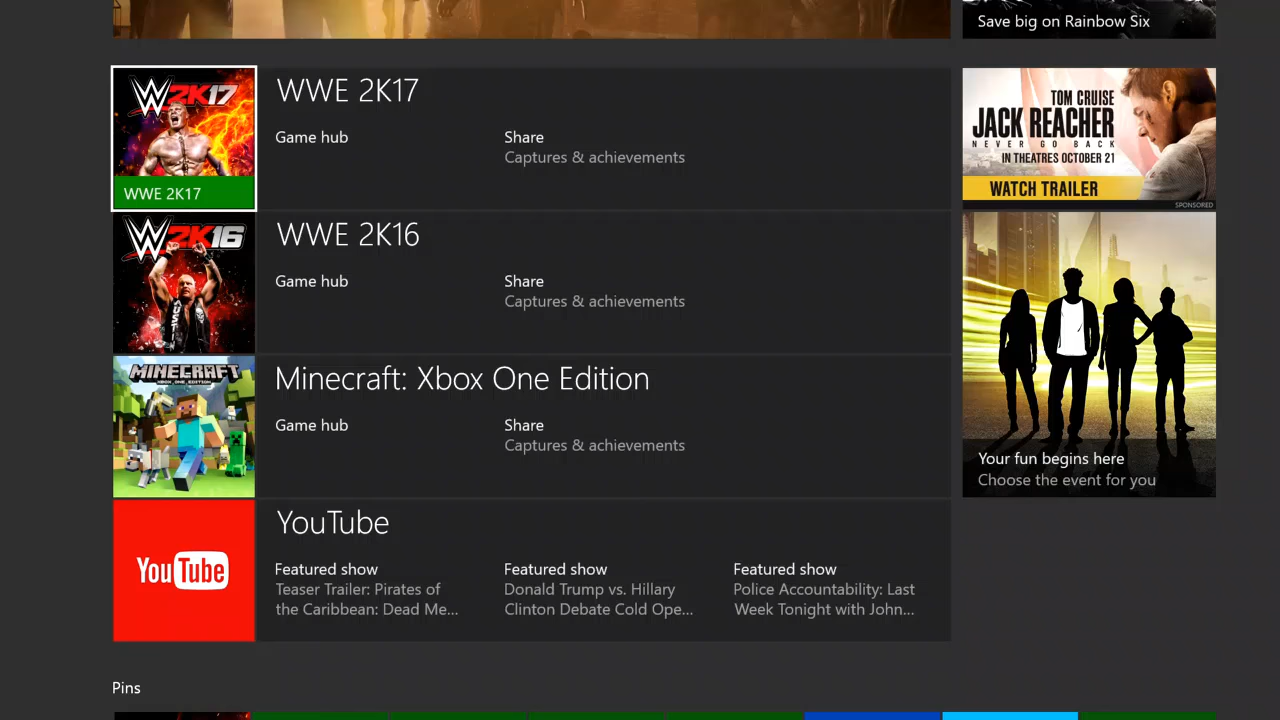 Save big on Rainbow Six
W2K17
WWE 2K17
WWE 2K17
Game hub
Share
Captures & achievements
W2K16
WWE 2K16
Game hub
Share
Captures & achievements
MINECRAFT
XBOX ONE EDITION
Minecraft: Xbox One Edition
Game hub
Share
Captures & achievements
YouTube
YouTube
Featured show
Teaser Trailer: Pirates of
the Caribbean: Dead Me...
Featured show
Donald Trump vs. Hillary
Clinton Debate Cold Ope...
Featured show
Police Accountability: Last
Week Tonight with John...
TOM CRUISE
JACK REACHER
NEVER GO BACK
IN THEATRES OCTOBER 21
WATCH TRAILER
SPONSORED
Your fun begins here
Choose the event for you
Pins